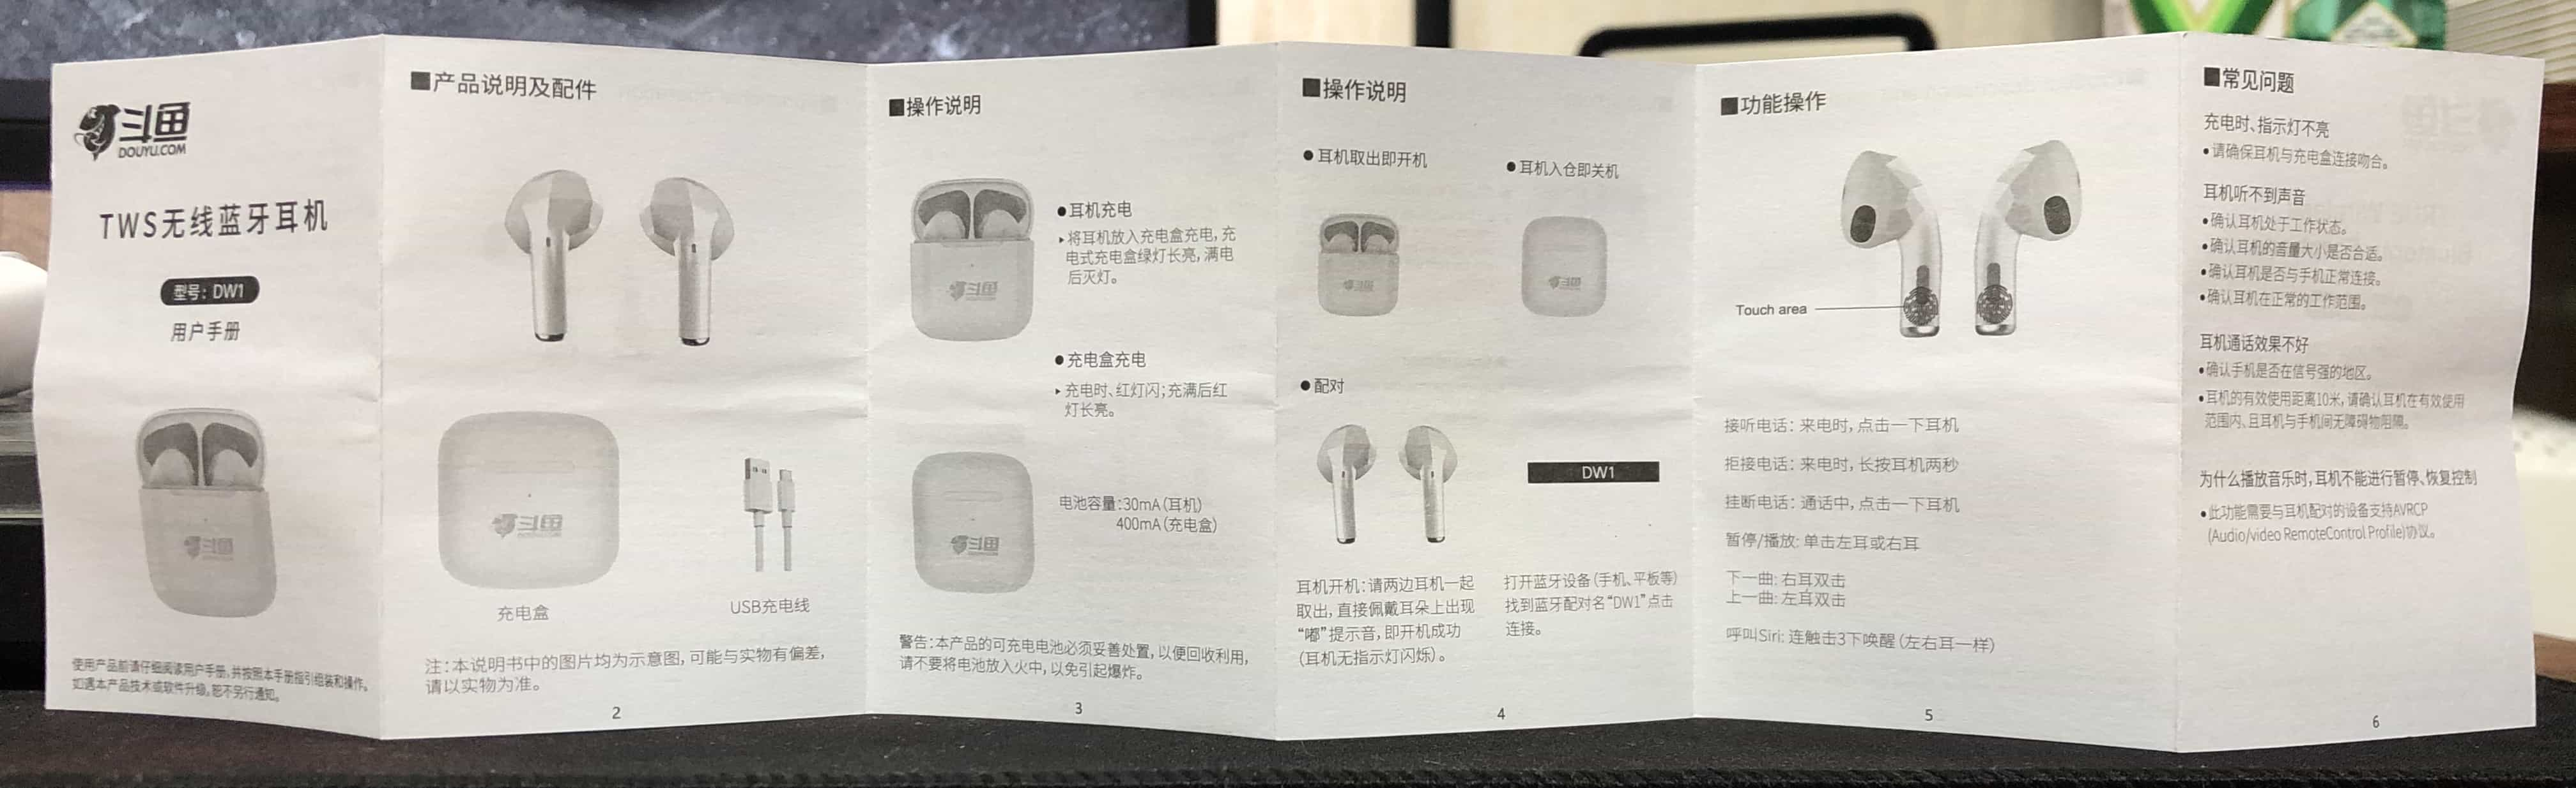 斗鱼
DOUYU.COM
TWS无线蓝牙耳机
型号：DW1
用户手册
斗鱼
使用产品前请仔细阅读用户手册，并按照本手册指引组装和操作。
如遇本产品技术或软件升级，恕不另行通知。
■产品说明及配件
斗鱼
DOUYU.COM
充电盒
USB充电线
注：本说明书中的图片均为示意图，可能与实物有偏差，
请以实物为准。
2
■操作说明
斗鱼
●耳机充电
▸将耳机放入充电盒充电，充
电式充电盒绿灯长亮，满电
后灭灯。
●充电盒充电
▸充电时、红灯闪；充满后红
灯长亮。
斗鱼
电池容量：30mA（耳机）
400mA（充电盒）
警告：本产品的可充电电池必须妥善处置，以便回收利用，
请不要将电池放入火中，以免引起爆炸。
3
■操作说明
●耳机取出即开机
●耳机入仓即关机
斗鱼
斗鱼
●配对
DW1
耳机开机：请两边耳机一起
取出，直接佩戴耳朵上出现
“嘟”提示音，即开机成功
（耳机无指示灯闪烁）。
打开蓝牙设备（手机、平板等）
找到蓝牙配对名“DW1”点击
连接。
4
■功能操作
Touch area
接听电话：来电时，点击一下耳机
拒接电话：来电时，长按耳机两秒
挂断电话：通话中，点击一下耳机
暂停/播放：单击左耳或右耳
下一曲：右耳双击
上一曲：左耳双击
呼叫Siri：连触击3下唤醒（左右耳一样）
5
■常见问题
充电时、指示灯不亮
●请确保耳机与充电盒连接吻合。
耳机听不到声音
●确认耳机处于工作状态。
●确认耳机的音量大小是否合适。
●确认耳机是否与手机正常连接。
●确认耳机在正常的工作范围。
耳机通话效果不好
●确认手机是否在信号强的地区。
●耳机的有效使用距离10米，请确认耳机在有效使用
范围内、且耳机与手机间无障碍物阻隔。
为什么播放音乐时，耳机不能进行暂停、恢复控制
●此功能需要与耳机配对的设备支持AVRCP
(Audio/video RemoteControl Profile)协议。
6